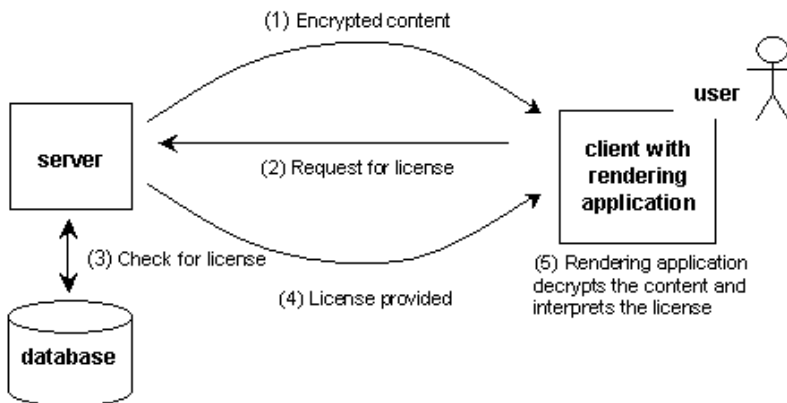 (1) Encrypted content
user
server
(2) Request for license
client with
rendering
application
(3) Check for license
(4) License provided
(5) Rendering application
decrypts the content and
interprets the license
database